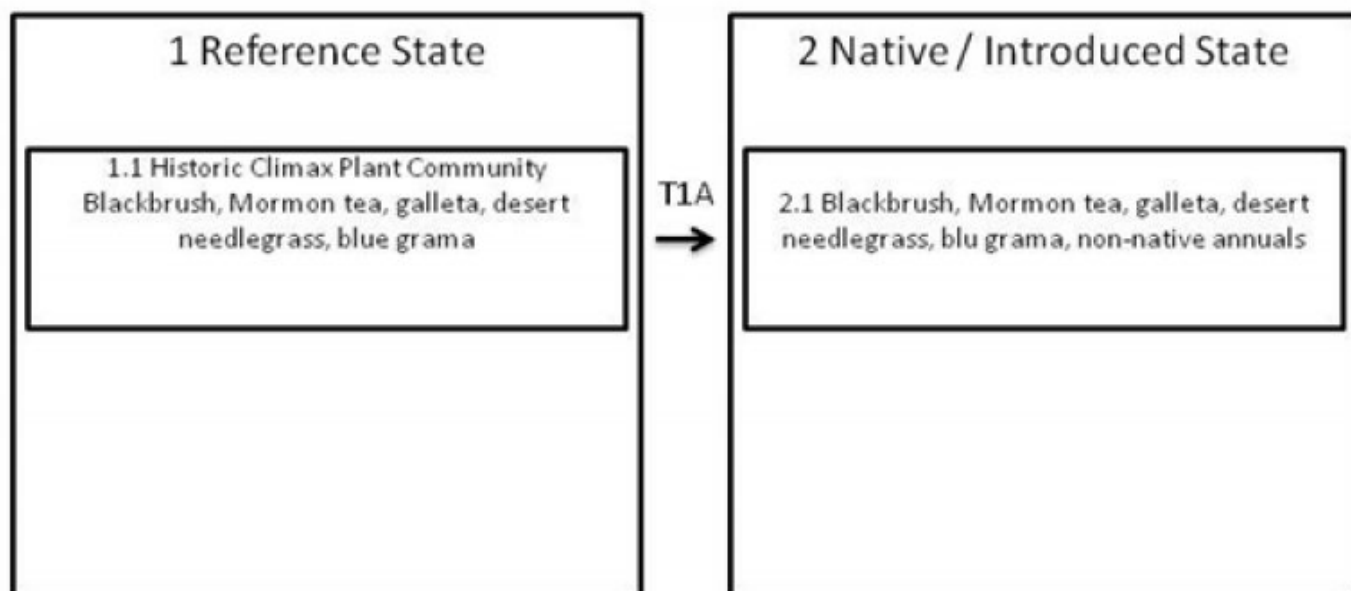 1 Reference State
1.1 Historic Climax Plant Community
Blackbrush, Mormon tea, galleta, desert
needlegrass, blue grama
T1A
2 Native / Introduced State
2.1 Blackbrush, Mormon tea, galleta, desert
needlegrass, blu grama, non-native annuals